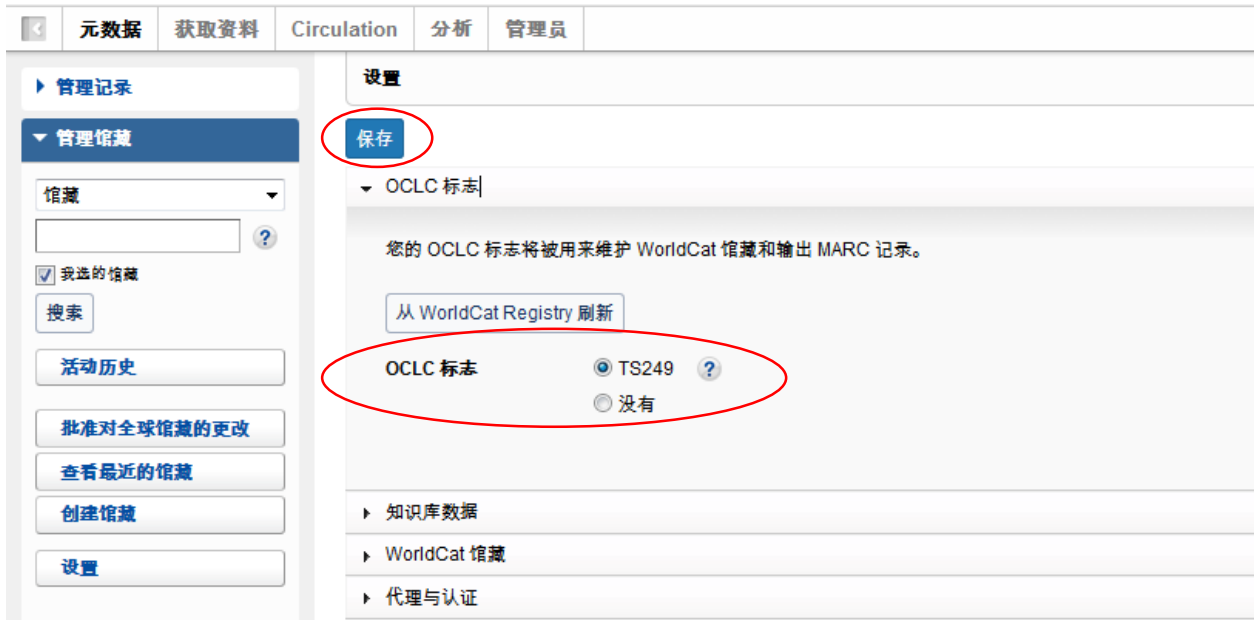 元数据 获取资料 Circulation 分析 管理员
管理记录
管理馆藏
馆藏
?
我选的馆藏
搜索
活动历史
批准对全球馆藏的更改
查看最近的馆藏
创建馆藏
设置
设置
保存
OCLC 标志
您的 OCLC 标志将被用来维护 WorldCat 馆藏和输出 MARC 记录。
从 WorldCat Registry 刷新
OCLC 标志 TS249 ?
没有
知识库数据
WorldCat 馆藏
代理与认证